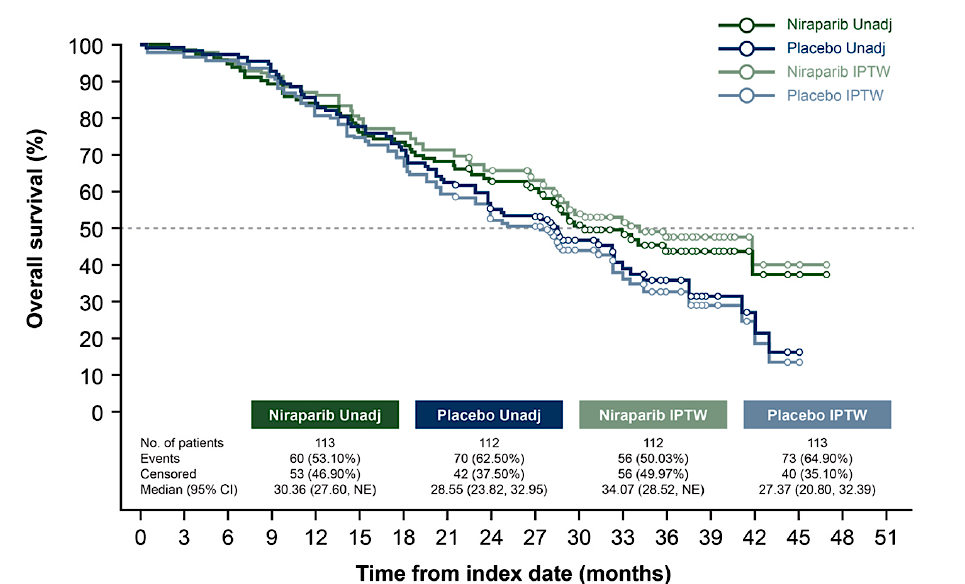 Niraparib Unadj
Placebo Unadj
Niraparib IPTW
Placebo IPTW
Overall survival (%)
100
90
80
70
60
50
40
30
20
10
0
Niraparib Unadj Placebo Unadj Niraparib IPTW Placebo IPTW
No. of patients 113 112 112 113
Events 60 (53.10%) 70 (62.50%) 56 (50.03%) 73 (64.90%)
Censored 53 (46.90%) 42 (37.50%) 56 (49.97%) 40 (35.10%)
Median (95% CI) 30.36 (27.60, NE) 28.55 (23.82, 32.95) 34.07 (28.52, NE) 27.37 (20.80, 32.39)
0 3 6 9 12 15 18 21 24 27 30 33 36 39 42 45 48 51
Time from index date (months)